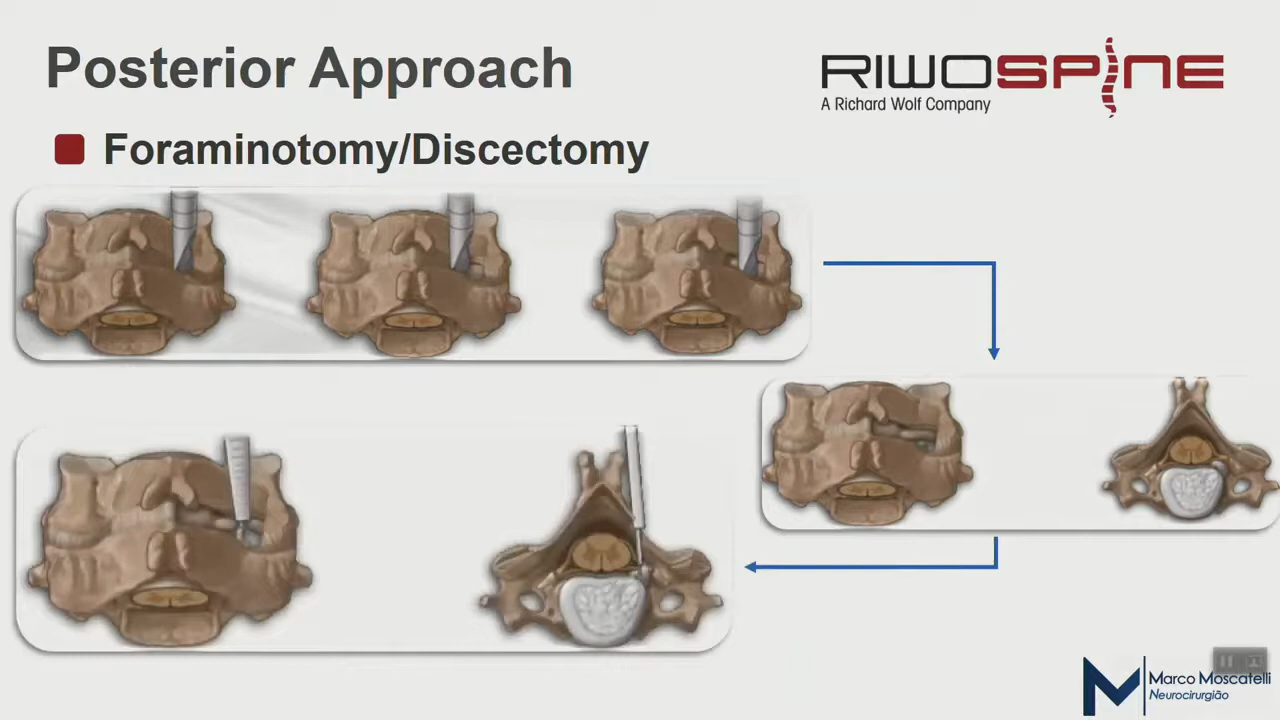 Posterior Approach
RIWOSPINE
A Richard Wolf Company
Foraminotomy/Discectomy
Marco Moscatelli
Neurocirurgião